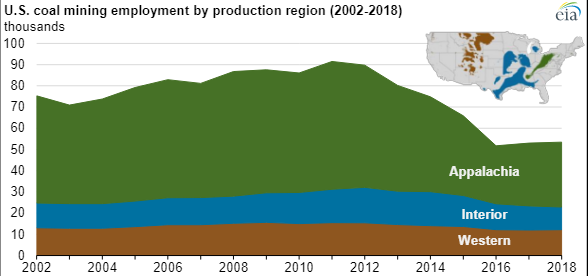 U.S. coal mining employment by production region (2002-2018)
thousands
eia
100
90
80
70
60
50
40
30
20
10
0
Appalachia
Interior
Western
2002 2004 2006 2008 2010 2012 2014 2016 2018